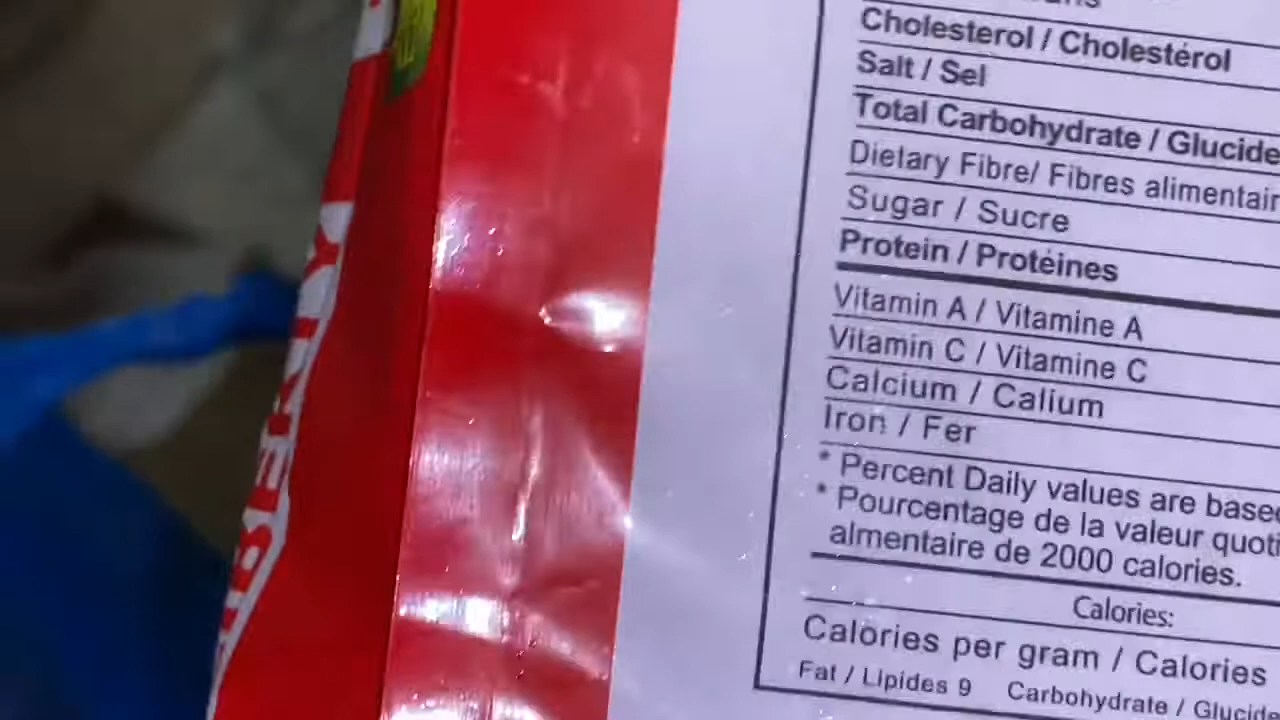 Cholesterol / Cholestérol
Salt / Sel
Total Carbohydrate / Glucide
Dietary Fibre/ Fibres alimentair
Sugar / Sucre
Protein / Protéines
Vitamin A / Vitamine A
Vitamin C / Vitamine C
Calcium / Calium
Iron / Fer
* Percent Daily values are based
* Pourcentage de la valeur quoti
almentaire de 2000 calories.
Calories:
Calories per gram / Calories
Fat / Lipides 9 Carbohydrate / Glucide